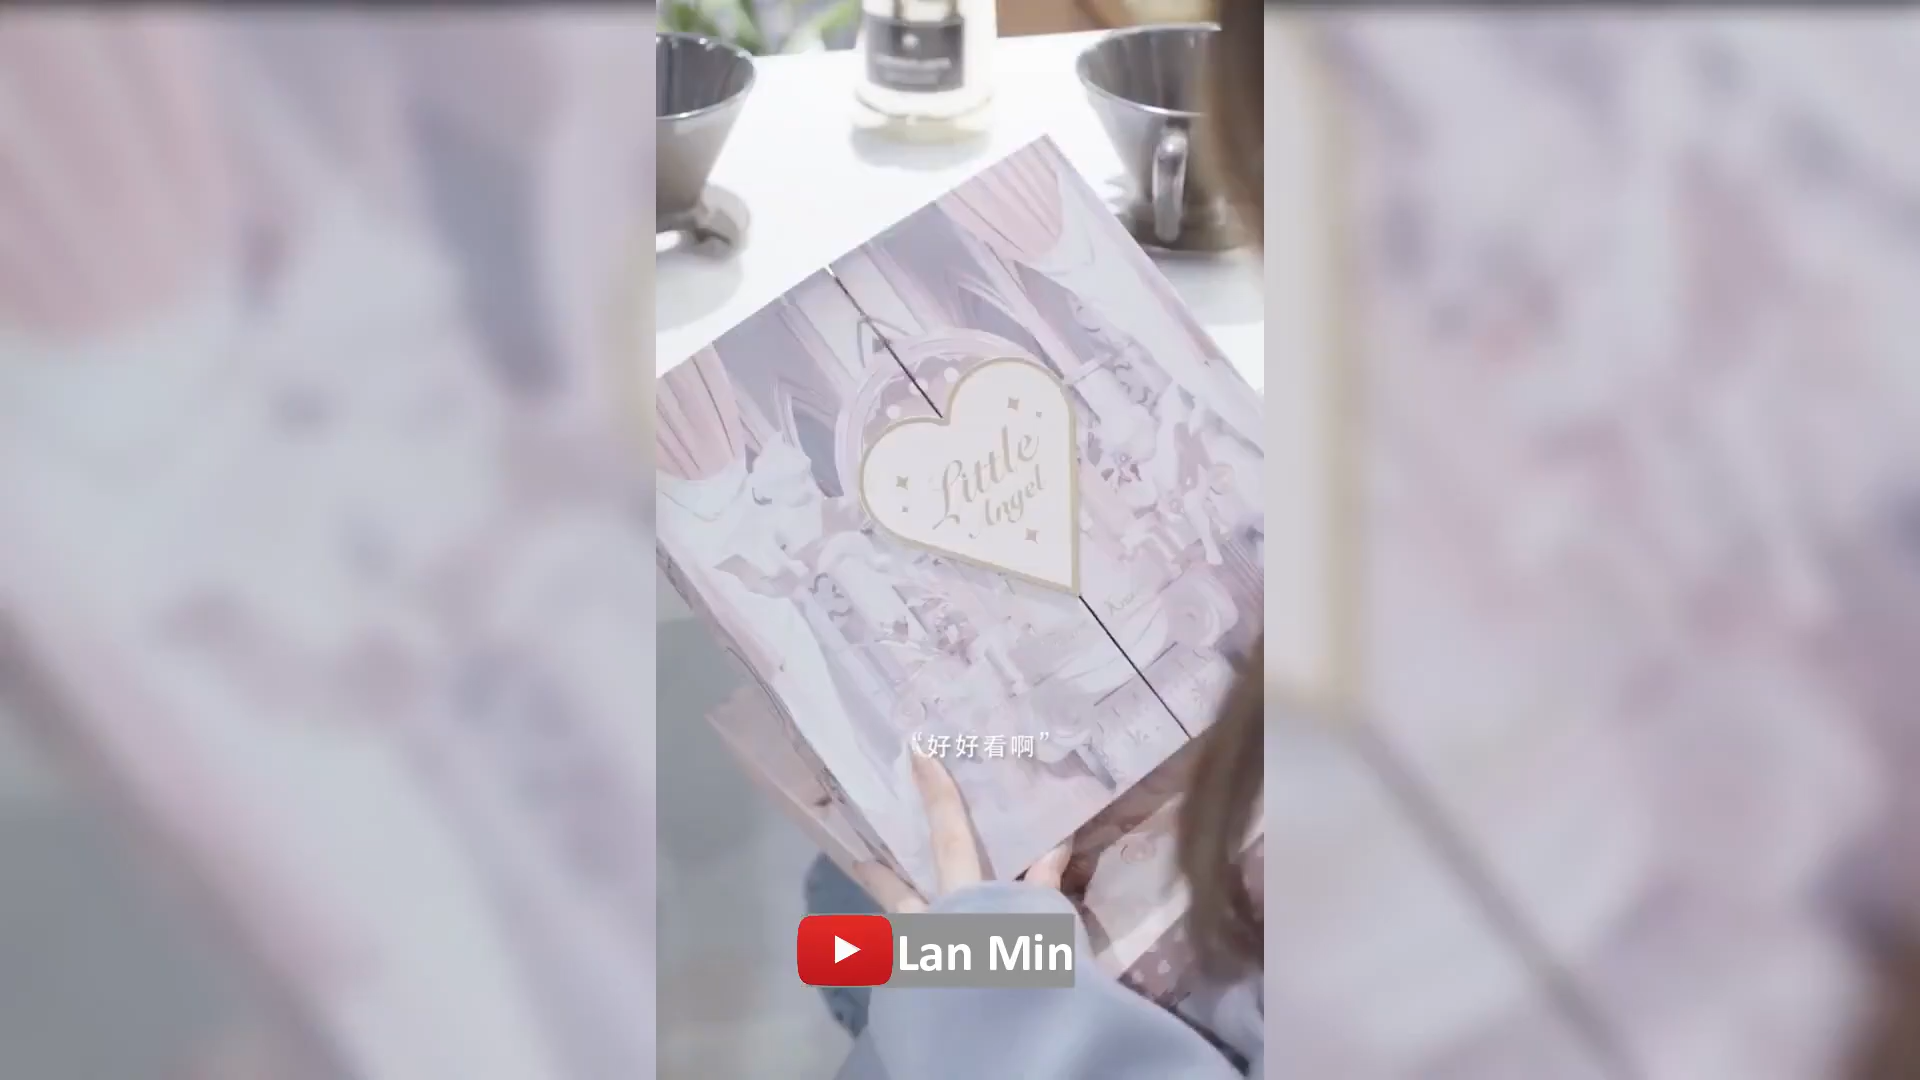 Little
Angel
“好好看啊”
Lan Min